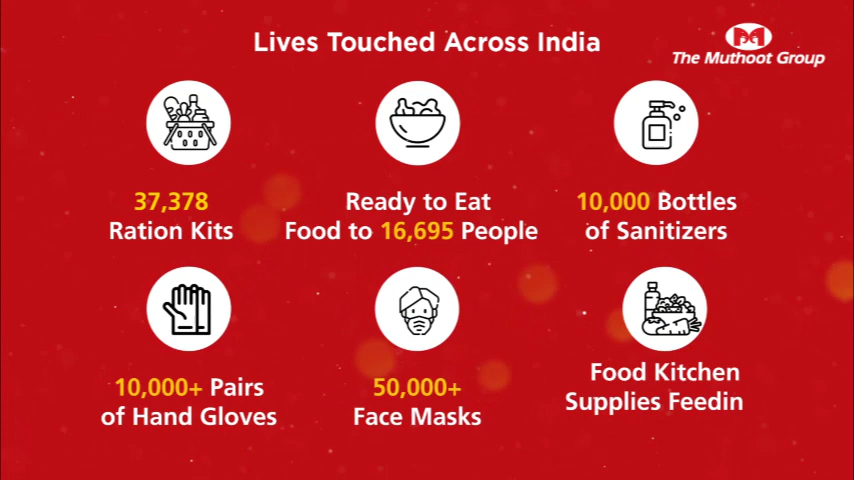 Lives Touched Across India
The Muthoot Group
37,378
Ration Kits
Ready to Eat
Food to 16,695 People
10,000 Bottles
of Sanitizers
10,000+ Pairs
of Hand Gloves
50,000+
Face Masks
Food Kitchen
Supplies Feedin